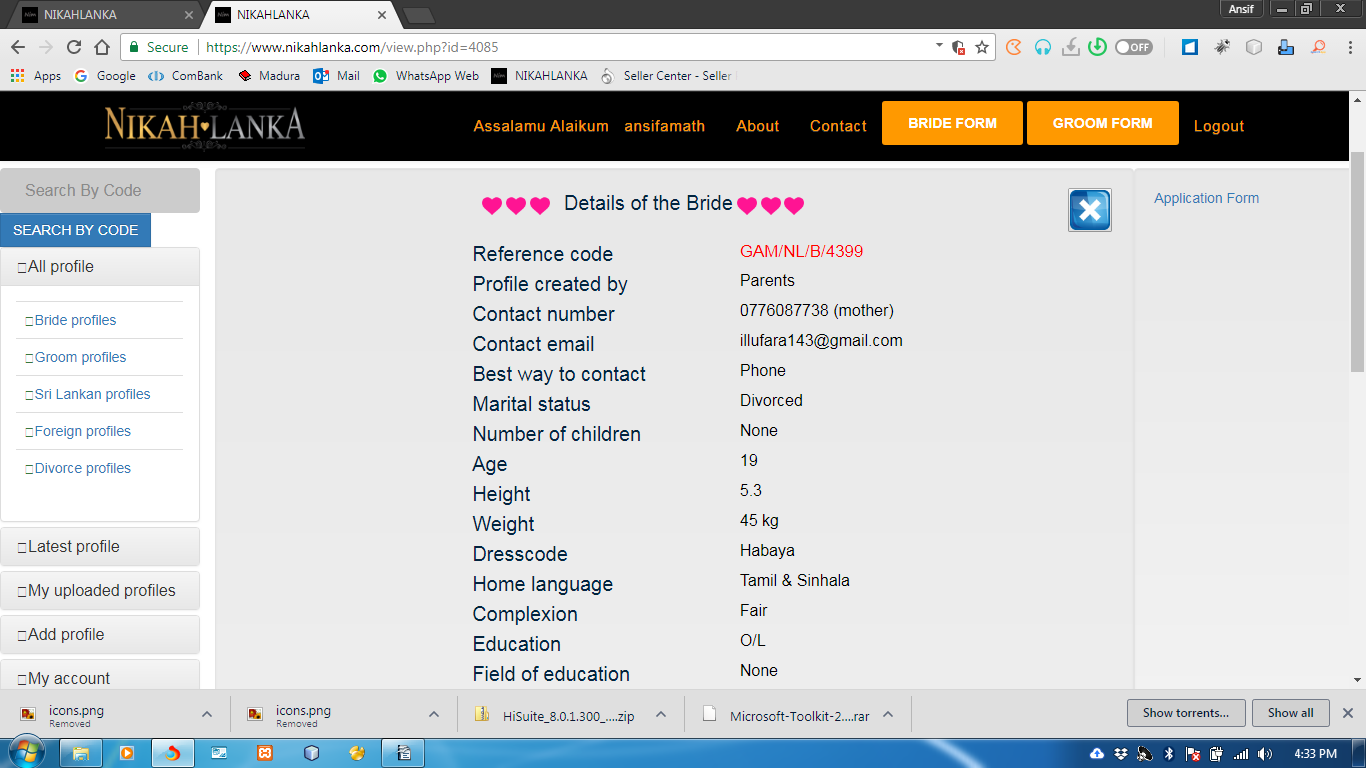 NIKAHLANKA
NIKAHLANKA
Ansif
Secure https://www.nikahlanka.com/view.php?id=4085
OFF
Apps Google ComBank Madura Mail WhatsApp Web NIKAHLANKA Seller Center - Seller
NIKAH LANKA
Assalamu Alaikum ansifamath About Contact BRIDE FORM GROOM FORM Logout
Search By Code
SEARCH BY CODE
All profile
Bride profiles
Groom profiles
Sri Lankan profiles
Foreign profiles
Divorce profiles
Latest profile
My uploaded profiles
Add profile
My account
Details of the Bride
Reference code GAM/NL/B/4399
Profile created by Parents
Contact number 0776087738 (mother)
Contact email illufara143@gmail.com
Best way to contact Phone
Marital status Divorced
Number of children None
Age 19
Height 5.3
Weight 45 kg
Dresscode Habaya
Home language Tamil & Sinhala
Complexion Fair
Education O/L
Field of education None
Application Form
icons.png
Removed
icons.png
Removed
HiSuite_8.0.1.300_....zip
Microsoft-Toolkit-2....rar
Show torrents...
Show all
4:33 PM